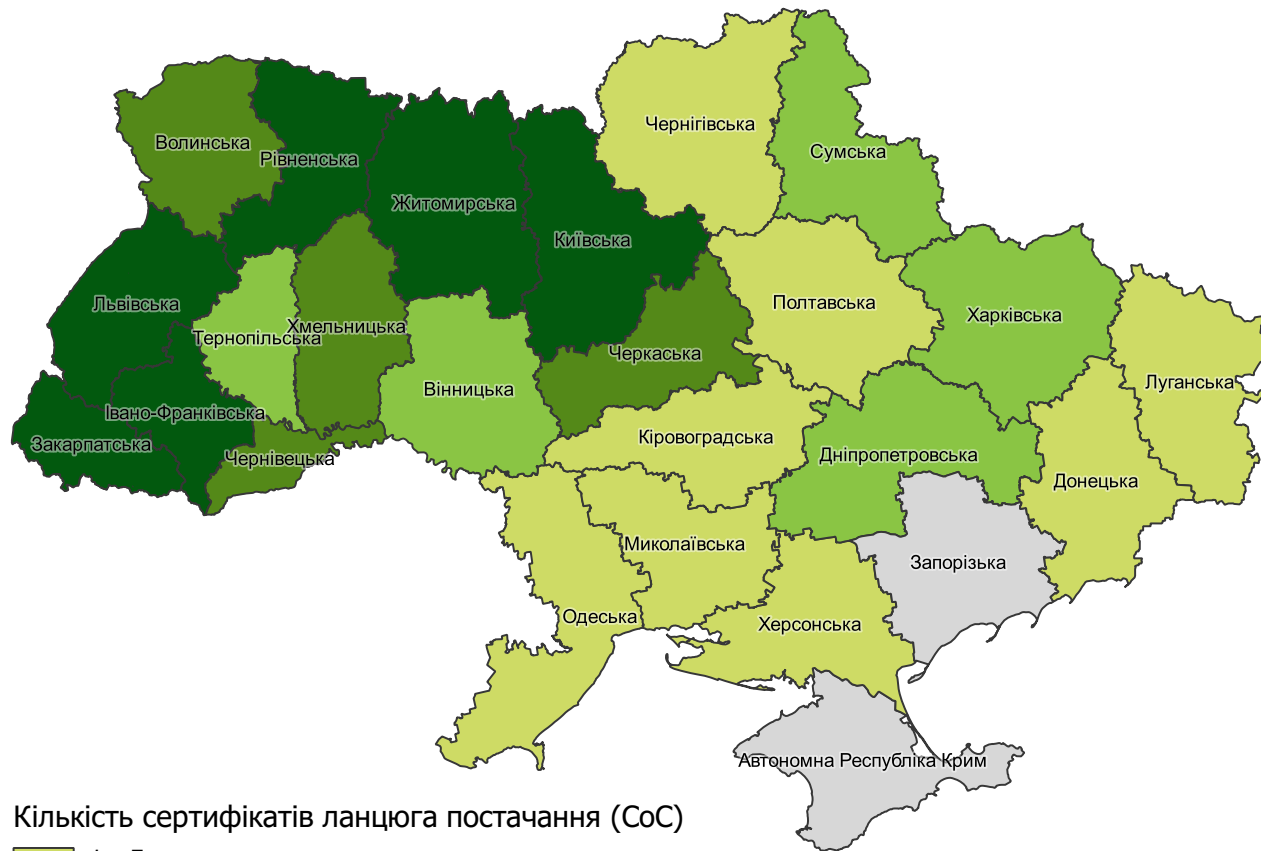 Чернігівська
Волинська
Сумська
Рівненська
Житомирська
Київська
Львівська
Полтавська
Харківська
Тернопільська
Хмельницька
Черкаська
Луганська
Вінницька
Івано-Франківська
Закарпатська
Кіровоградська
Чернівецька
Дніпропетровська
Донецька
Миколаївська
Запорізька
Одеська
Херсонська
Автономна Республіка Крим
Кількість сертифікатів ланцюга постачання (CoC)